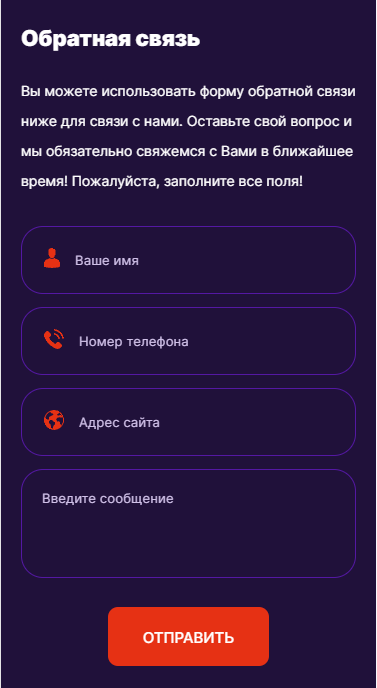 Обратная связь
Вы можете использовать форму обратной связи
ниже для связи с нами. Оставьте свой вопрос и
мы обязательно свяжемся с Вами в ближайшее
время! Пожалуйста, заполните все поля!
Ваше имя
Номер телефона
Адрес сайта
Введите сообщение
ОТПРАВИТЬ